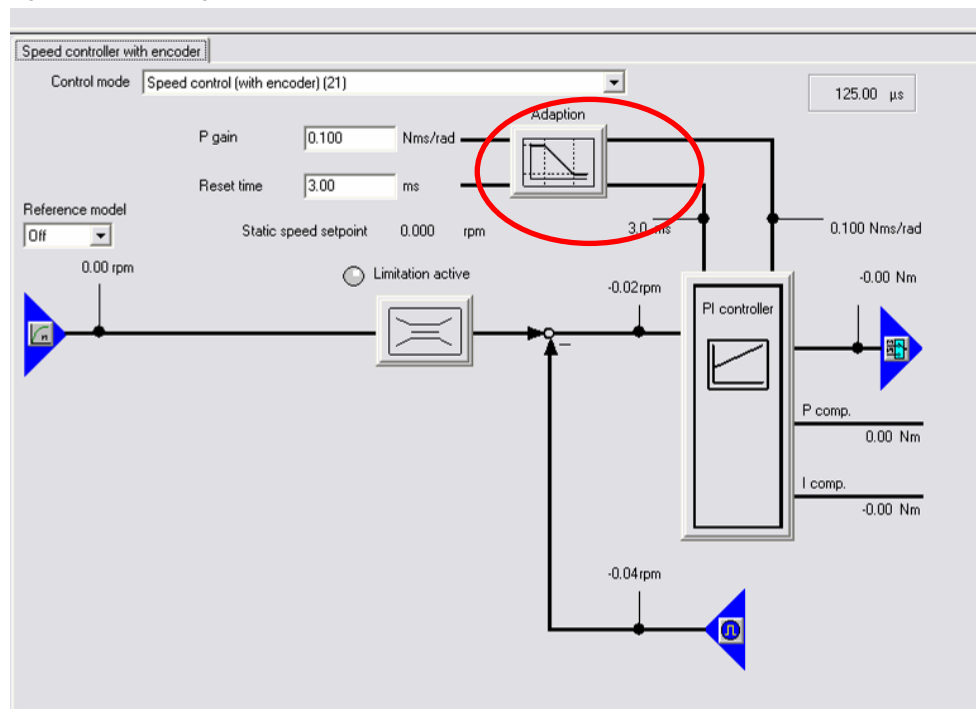 Speed controller with encoder
Control mode Speed control (with encoder) (21)
125.00 µs
Adaption
P gain 0.100 Nms/rad
Reset time 3.00 ms
Reference model
Off
Static speed setpoint 0.000 rpm
3.0 ms
0.100 Nms/rad
0.00 rpm
Limitation active
-0.02rpm
-0.00 Nm
PI controller
n
–
P comp.
0.00 Nm
I comp.
-0.00 Nm
-0.04rpm